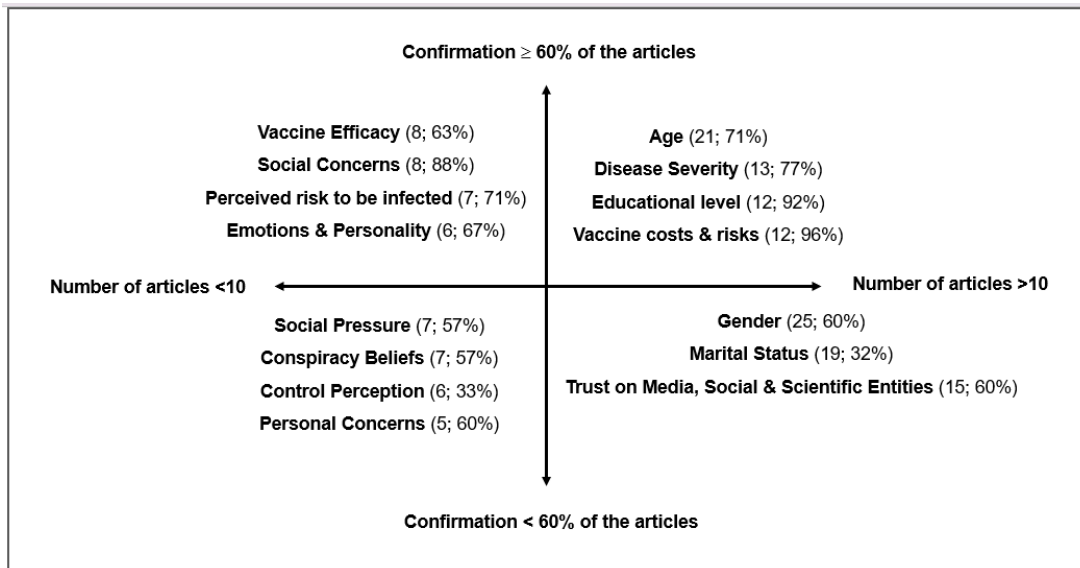 Confirmation ≥ 60% of the articles
Vaccine Efficacy (8; 63%)
Social Concerns (8; 88%)
Perceived risk to be infected (7; 71%)
Emotions & Personality (6; 67%)
Age (21; 71%)
Disease Severity (13; 77%)
Educational level (12; 92%)
Vaccine costs & risks (12; 96%)
Number of articles <10
Number of articles >10
Social Pressure (7; 57%)
Conspiracy Beliefs (7; 57%)
Control Perception (6; 33%)
Personal Concerns (5; 60%)
Gender (25; 60%)
Marital Status (19; 32%)
Trust on Media, Social & Scientific Entities (15; 60%)
Confirmation < 60% of the articles